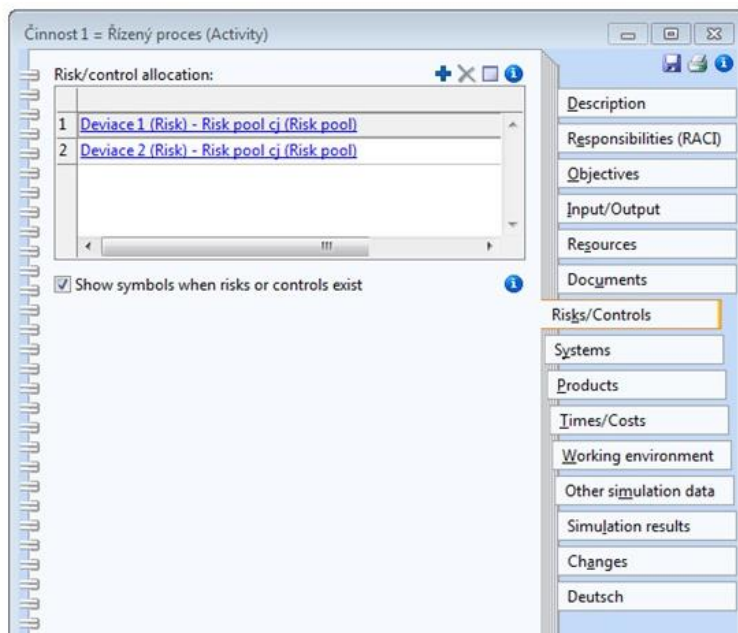 Činnost 1 = Řízený proces (Activity)
Risk/control allocation:
1 Deviace 1 (Risk) - Risk pool cj (Risk pool)
2 Deviace 2 (Risk) - Risk pool cj (Risk pool)
Show symbols when risks or controls exist
Description
Responsibilities (RACI)
Objectives
Input/Output
Resources
Documents
Risks/Controls
Systems
Products
Times/Costs
Working environment
Other simulation data
Simulation results
Changes
Deutsch